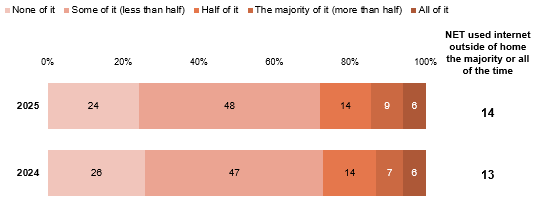 None of it Some of it (less than half) Half of it The majority of it (more than half) All of it
NET used internet
outside of home
the majority or all
of the time
0% 20% 40% 60% 80% 100%
2025 24 48 14 9 6 14
2024 26 47 14 7 6 13